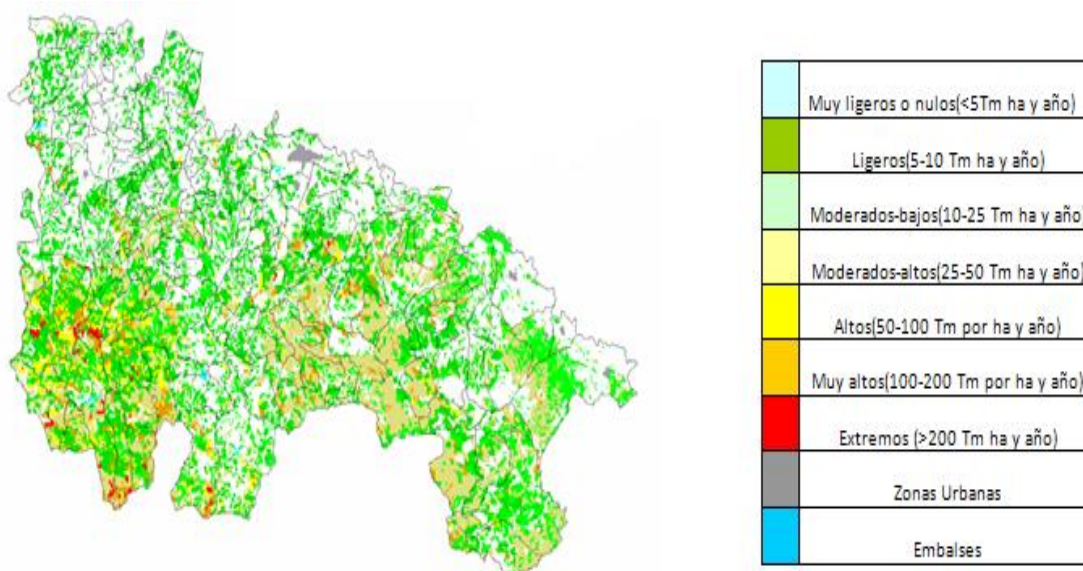 Muy ligeros o nulos(<5Tm ha y año)
Ligeros(5-10 Tm ha y año)
Moderados-bajos(10-25 Tm ha y año)
Moderados-altos(25-50 Tm ha y año)
Altos(50-100 Tm por ha y año)
Muy altos(100-200 Tm por ha y año)
Extremos (>200 Tm ha y año)
Zonas Urbanas
Embalses